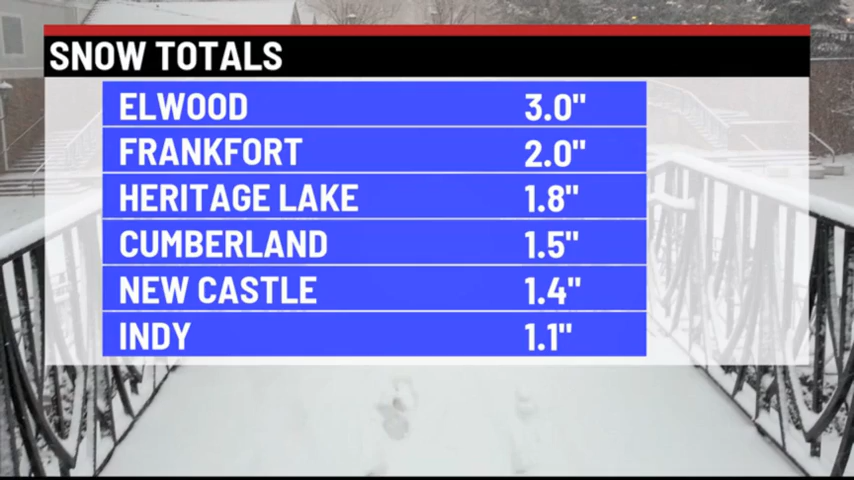 SNOW TOTALS
ELWOOD 3.0"
FRANKFORT 2.0"
HERITAGE LAKE 1.8"
CUMBERLAND 1.5"
NEW CASTLE 1.4"
INDY 1.1"